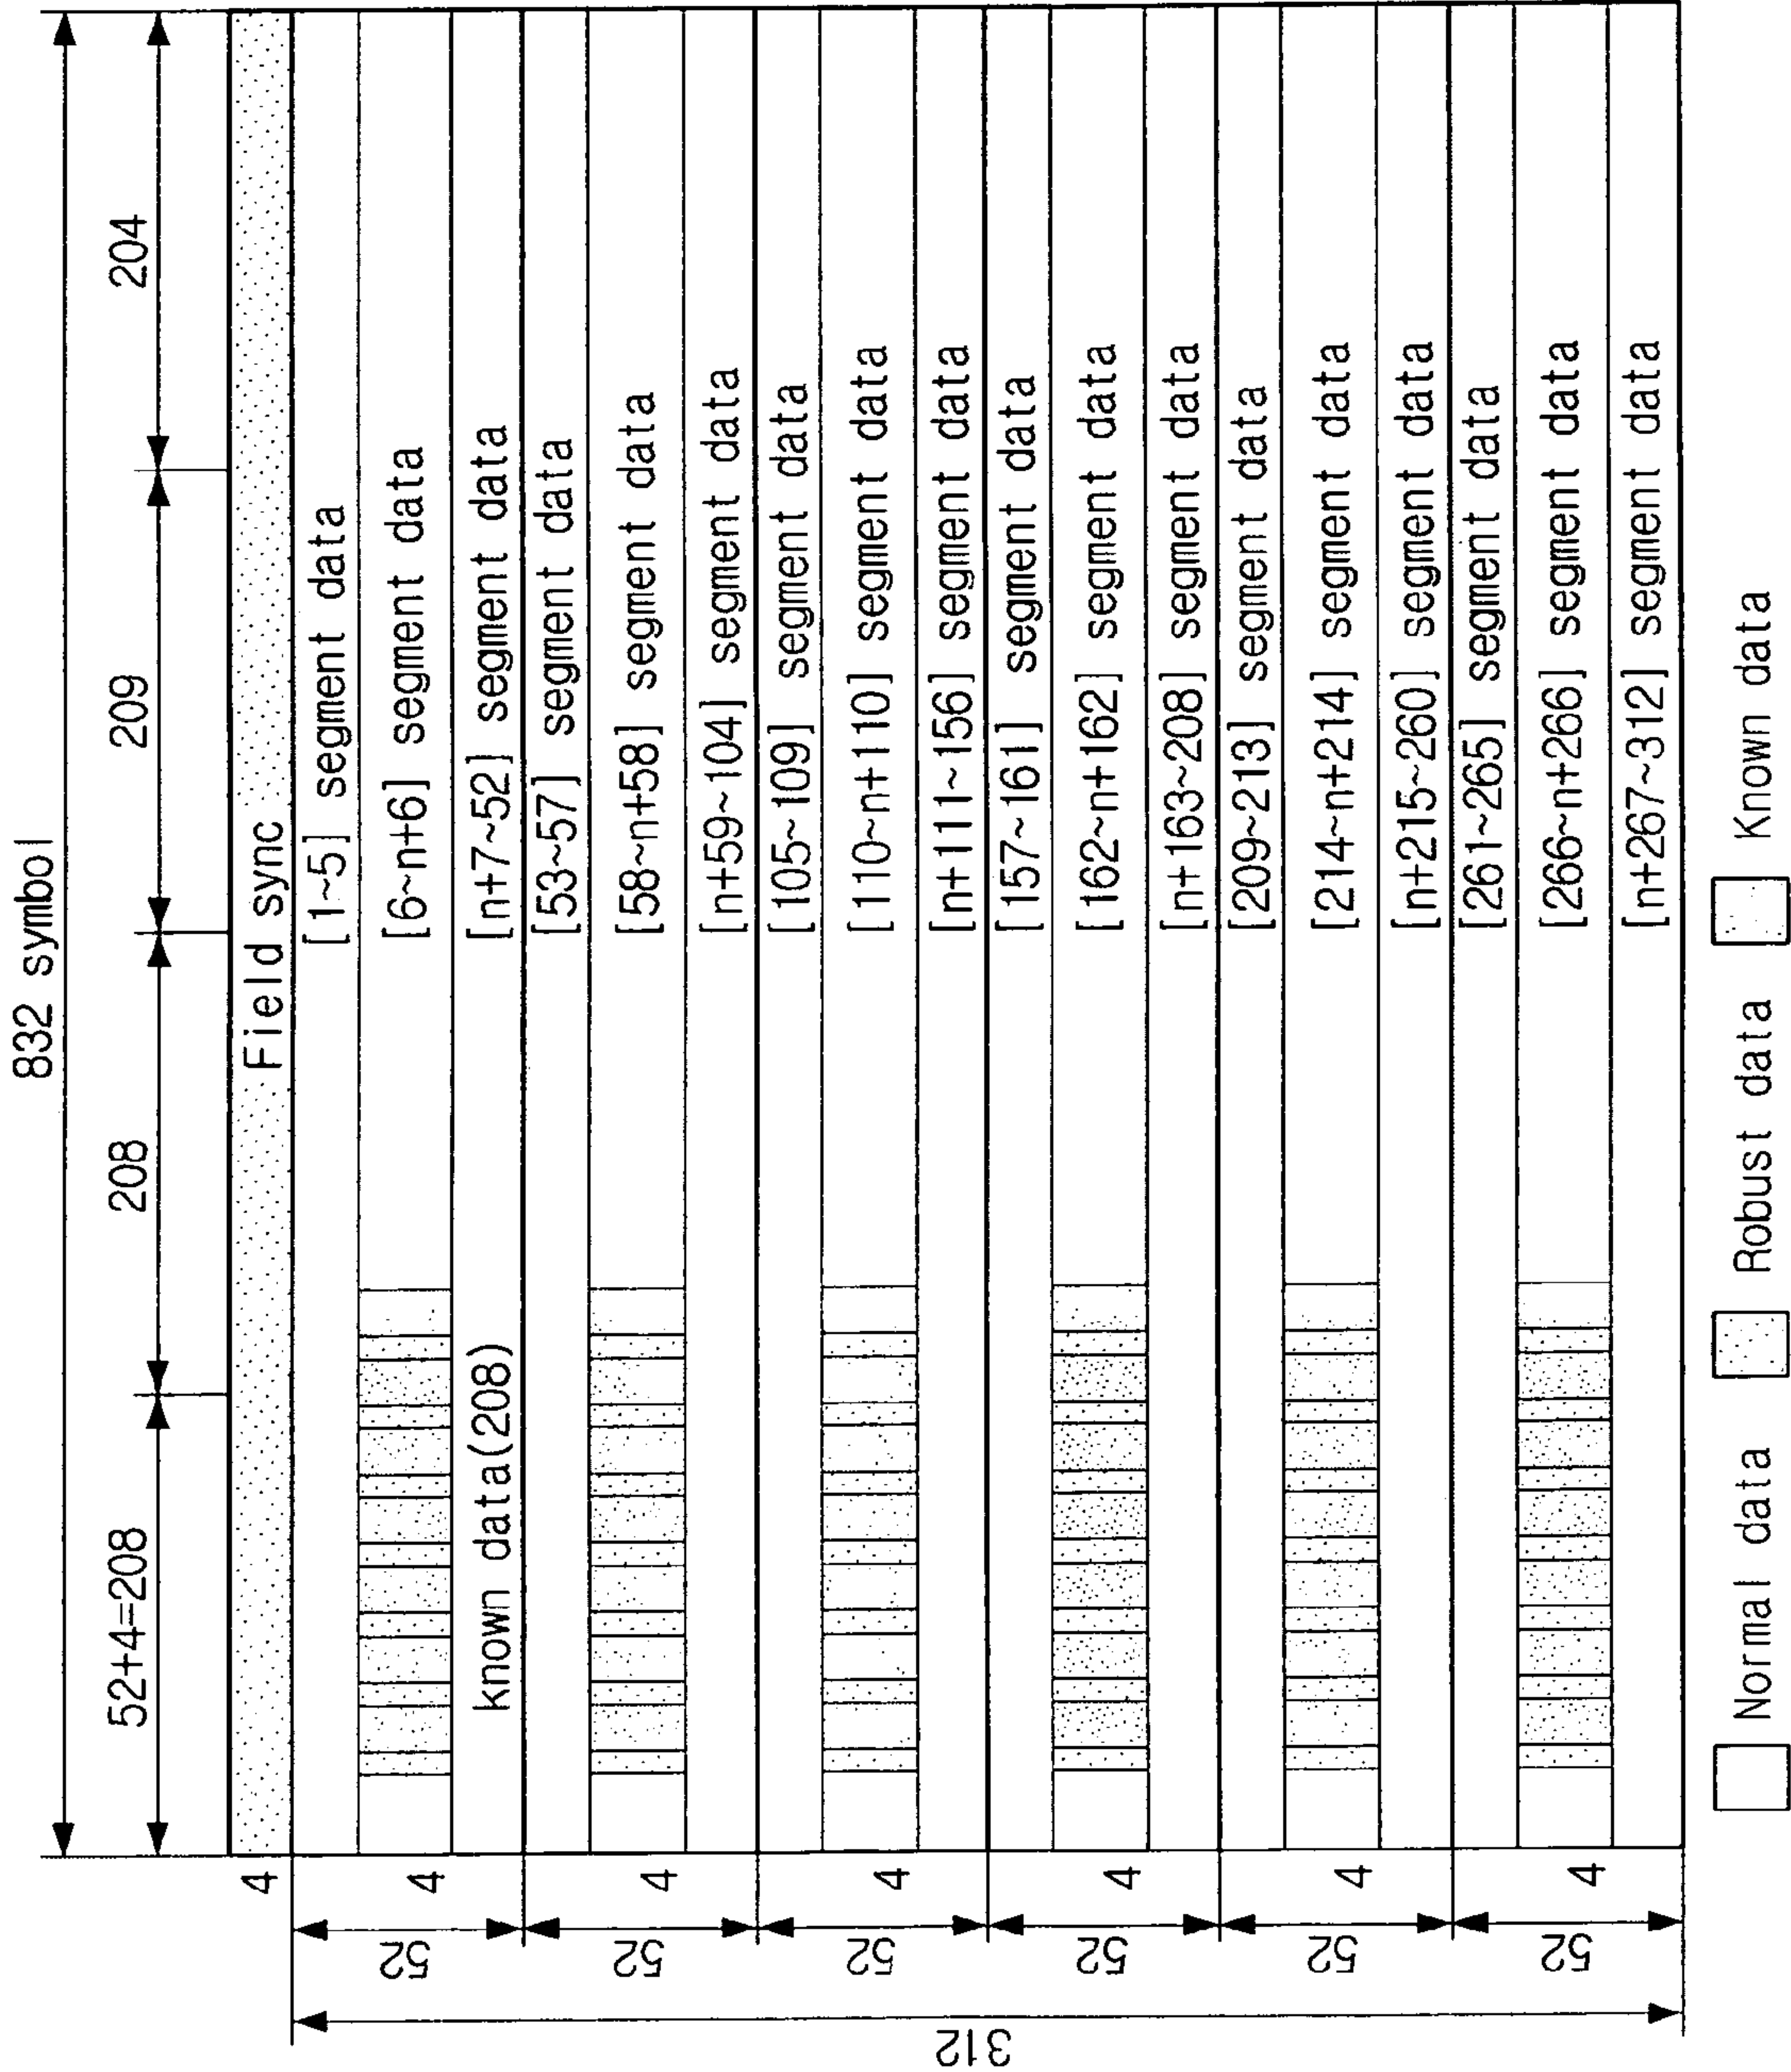 832 symbol
52+4=208
208
209
204
4
Field sync
[1~5] segment data
4
[6~n+6] segment data
known data(208)
[n+7~52] segment data
52
[53~57] segment data
4
[58~n+58] segment data
[n+59~104] segment data
52
[105~109] segment data
4
[110~n+110] segment data
[n+111~156] segment data
52
[157~161] segment data
4
[162~n+162] segment data
[n+163~208] segment data
52
[209~213] segment data
4
[214~n+214] segment data
[n+215~260] segment data
52
[261~265] segment data
4
[266~n+266] segment data
[n+267~312] segment data
52
312
Normal data
Robust data
Known data